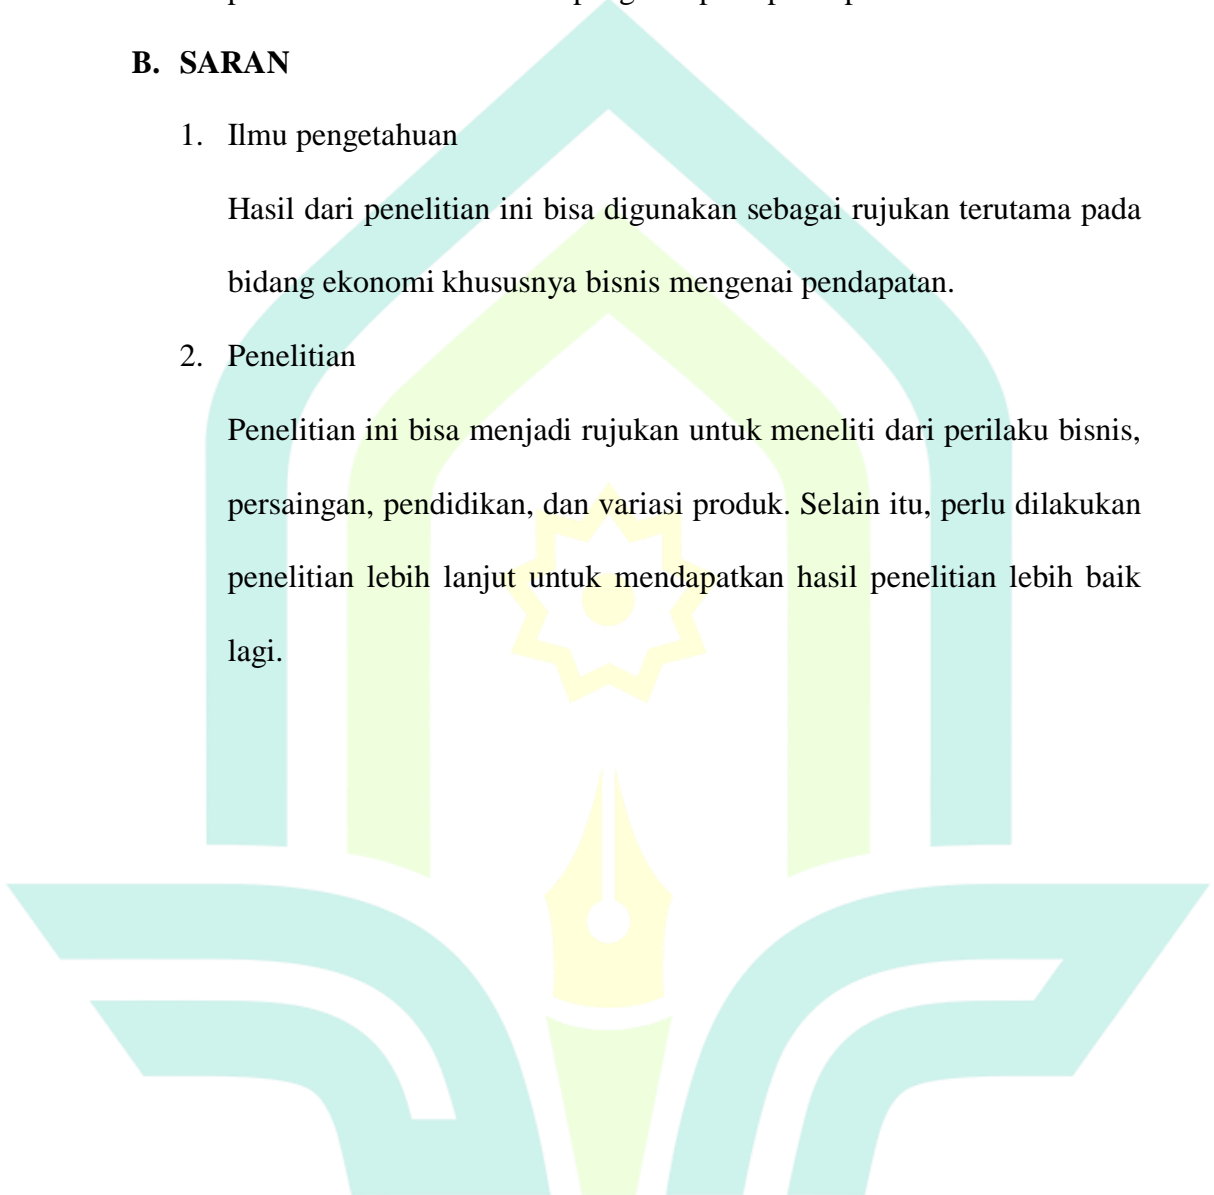 B. SARAN
1. Ilmu pengetahuan
Hasil dari penelitian ini bisa digunakan sebagai rujukan terutama pada
bidang ekonomi khususnya bisnis mengenai pendapatan.
2. Penelitian
Penelitian ini bisa menjadi rujukan untuk meneliti dari perilaku bisnis,
persaingan, pendidikan, dan variasi produk. Selain itu, perlu dilakukan
penelitian lebih lanjut untuk mendapatkan hasil penelitian lebih baik
lagi.